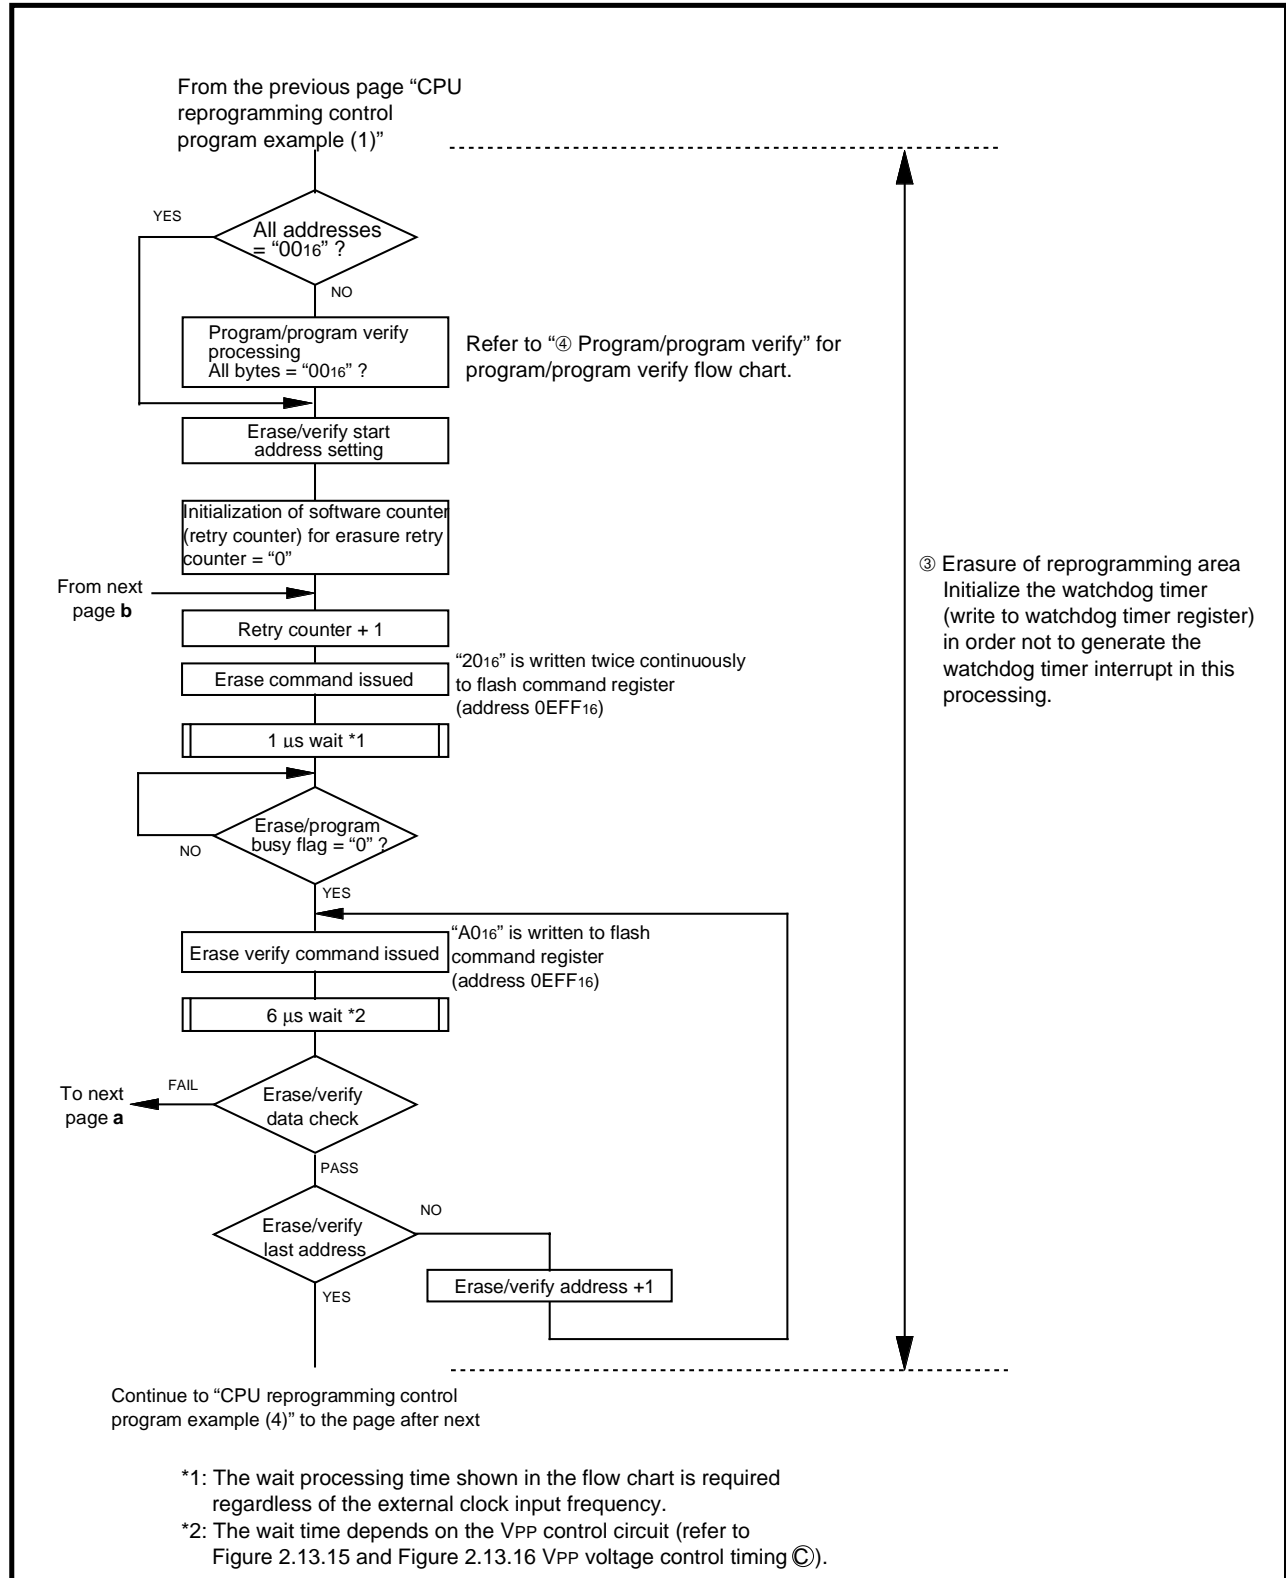 From the previous page “CPU
reprogramming control
program example (1)”
YES
All addresses
= “0016” ?
NO
Program/program verify
processing
All bytes = “0016” ?
Refer to “④ Program/program verify” for
program/program verify flow chart.
Erase/verify start
address setting
Initialization of software counter
(retry counter) for erasure retry
counter = “0”
From next
page b
Retry counter + 1
Erase command issued
“2016” is written twice continuously
to flash command register
(address 0EFF16)
1 µs wait *1
Erase/program
busy flag = “0” ?
NO
YES
Erase verify command issued
“A016” is written to flash
command register
(address 0EFF16)
6 µs wait *2
To next
page a
FAIL
Erase/verify
data check
PASS
Erase/verify
last address
NO
Erase/verify address +1
YES
③ Erasure of reprogramming area
Initialize the watchdog timer
(write to watchdog timer register)
in order not to generate the
watchdog timer interrupt in this
processing.
Continue to “CPU reprogramming control
program example (4)” to the page after next
*1: The wait processing time shown in the flow chart is required
regardless of the external clock input frequency.
*2: The wait time depends on the VPP control circuit (refer to
Figure 2.13.15 and Figure 2.13.16 VPP voltage control timing Ⓒ).